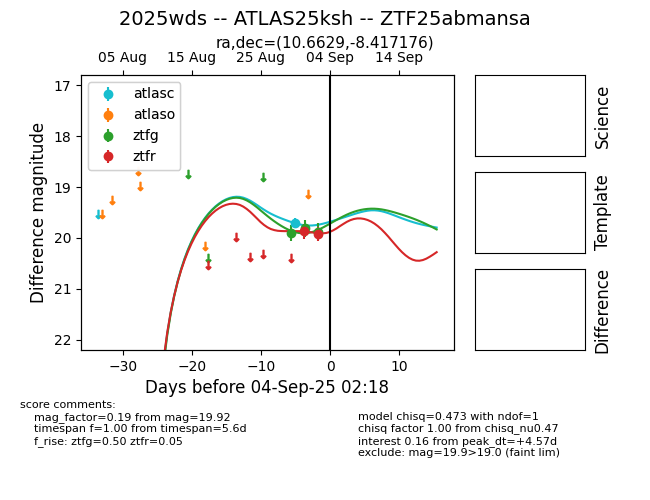 2025wds -- ATLAS25ksh -- ZTF25abmansa
ra,dec=(10.6629,-8.417176)
05 Aug 15 Aug 25 Aug 04 Sep 14 Sep
atlasc
atlaso
ztfg
ztfr
17
18
19
20
21
22
Difference magnitude
−30 −20 −10 0 10
Days before 04-Sep-25 02:18
Science
Template
Difference
score comments:
mag_factor=0.19 from mag=19.92
timespan f=1.00 from timespan=5.6d
f_rise: ztfg=0.50 ztfr=0.05
model chisq=0.473 with ndof=1
chisq factor 1.00 from chisq_nu0.47
interest 0.16 from peak_dt=+4.57d
exclude: mag=19.9>19.0 (faint lim)